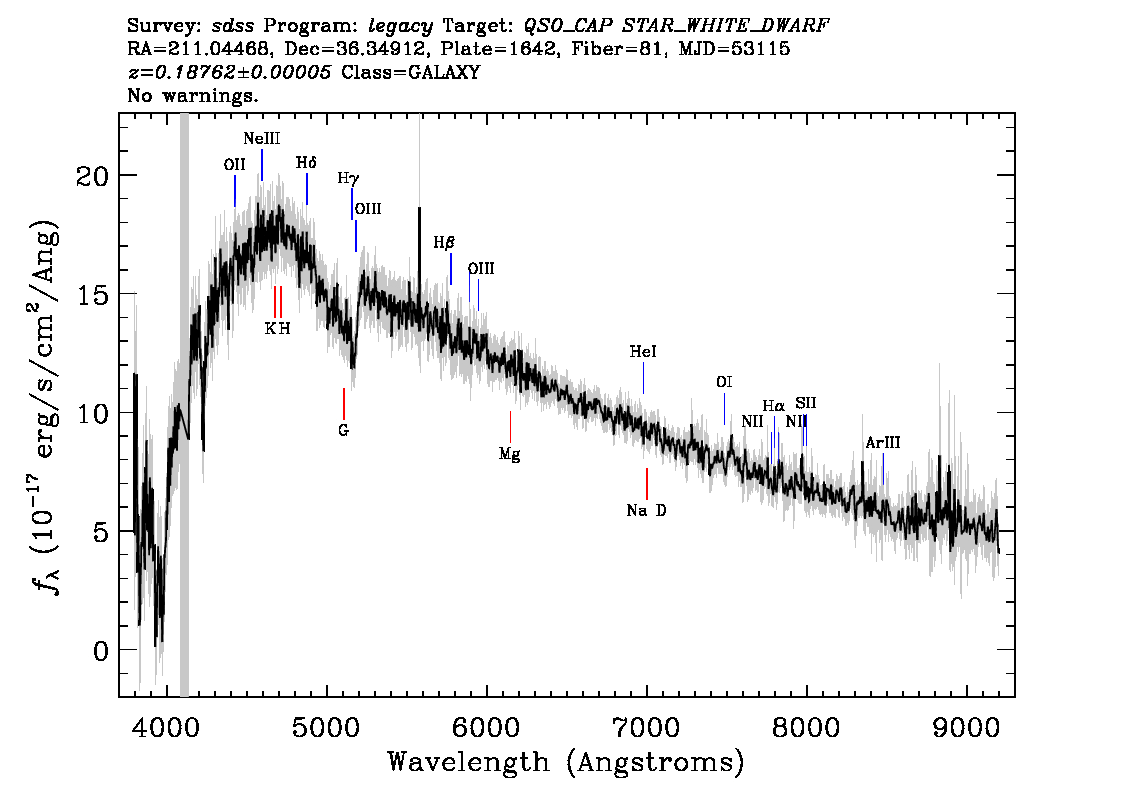 Survey: sdss Program: legacy Target: QSO_CAP STAR_WHITE_DWARF
RA=211.04468, Dec=36.34912, Plate=1642, Fiber=81, MJD=53115
z=0.18762±0.00005 Class=GALAXY
No warnings.
NeIII
OII
Hδ
Hγ
OIII
Hβ
OIII
K H
G
Mg
HeI
OI
Hα
SII
NII
NII
ArIII
Na D
20
15
10
5
0
4000 5000 6000 7000 8000 9000
Wavelength (Angstroms)
fλ (10⁻¹⁷ erg/s/cm²/Ang)